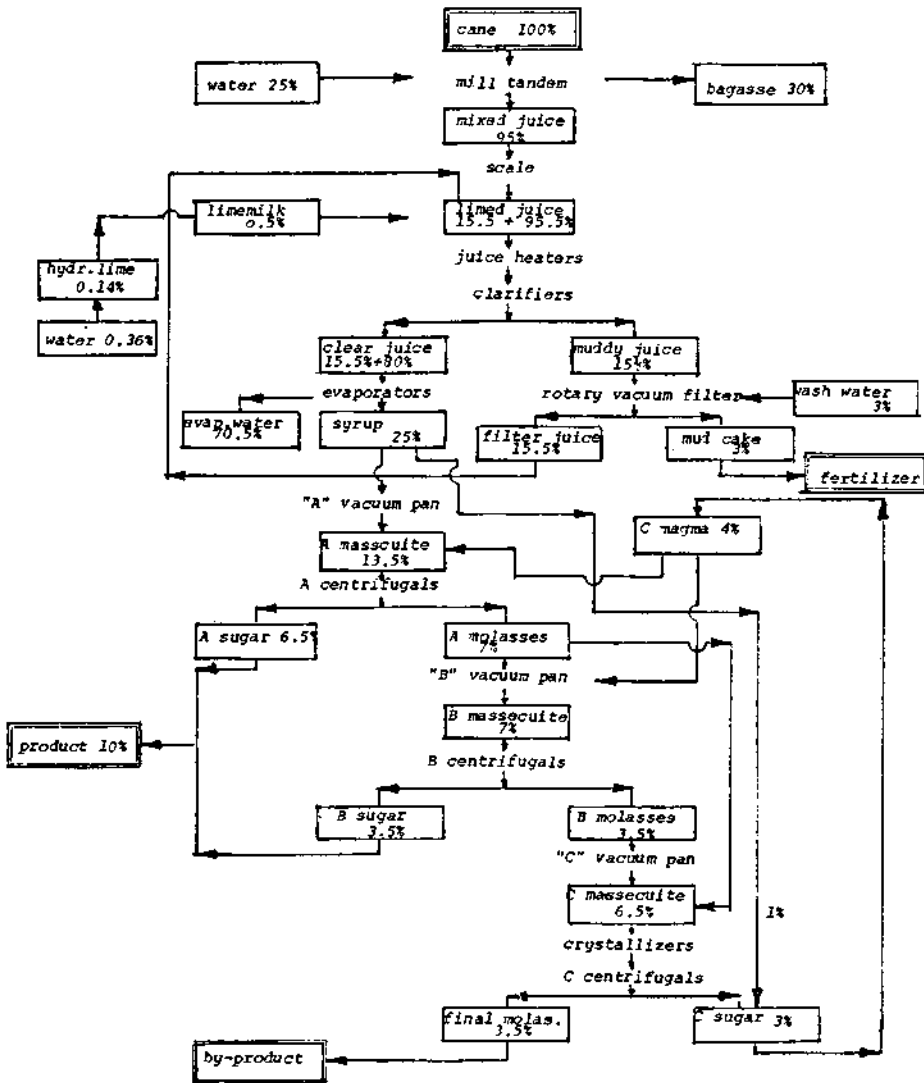 cane 100%
water 25%
mill tandem
bagasse 30%
mixed juice
95%
scale
limemilk
0.5%
limed juice
15.5 + 95.5%
juice heaters
hydr.lime
0.14%
clarifiers
water 0.36%
clear juice
15.5%+80%
muddy juice
15%
evaporators
rotary vacuum filter
wash water
3%
evap.water
70.5%
syrup
25%
filter juice
15.5%
mud cake
3%
fertilizer
"A" vacuum pan
C magma 4%
A masscuite
13.5%
A centrifugals
A sugar 6.5%
A molasses
7%
"B" vacuum pan
B massecuite
7%
product 10%
B centrifugals
B sugar
3.5%
B molasses
3.5%
"C" vacuum pan
C massecuite
6.5%
1%
crystallizers
C centrifugals
final molas.
3.5%
C sugar 3%
by-product